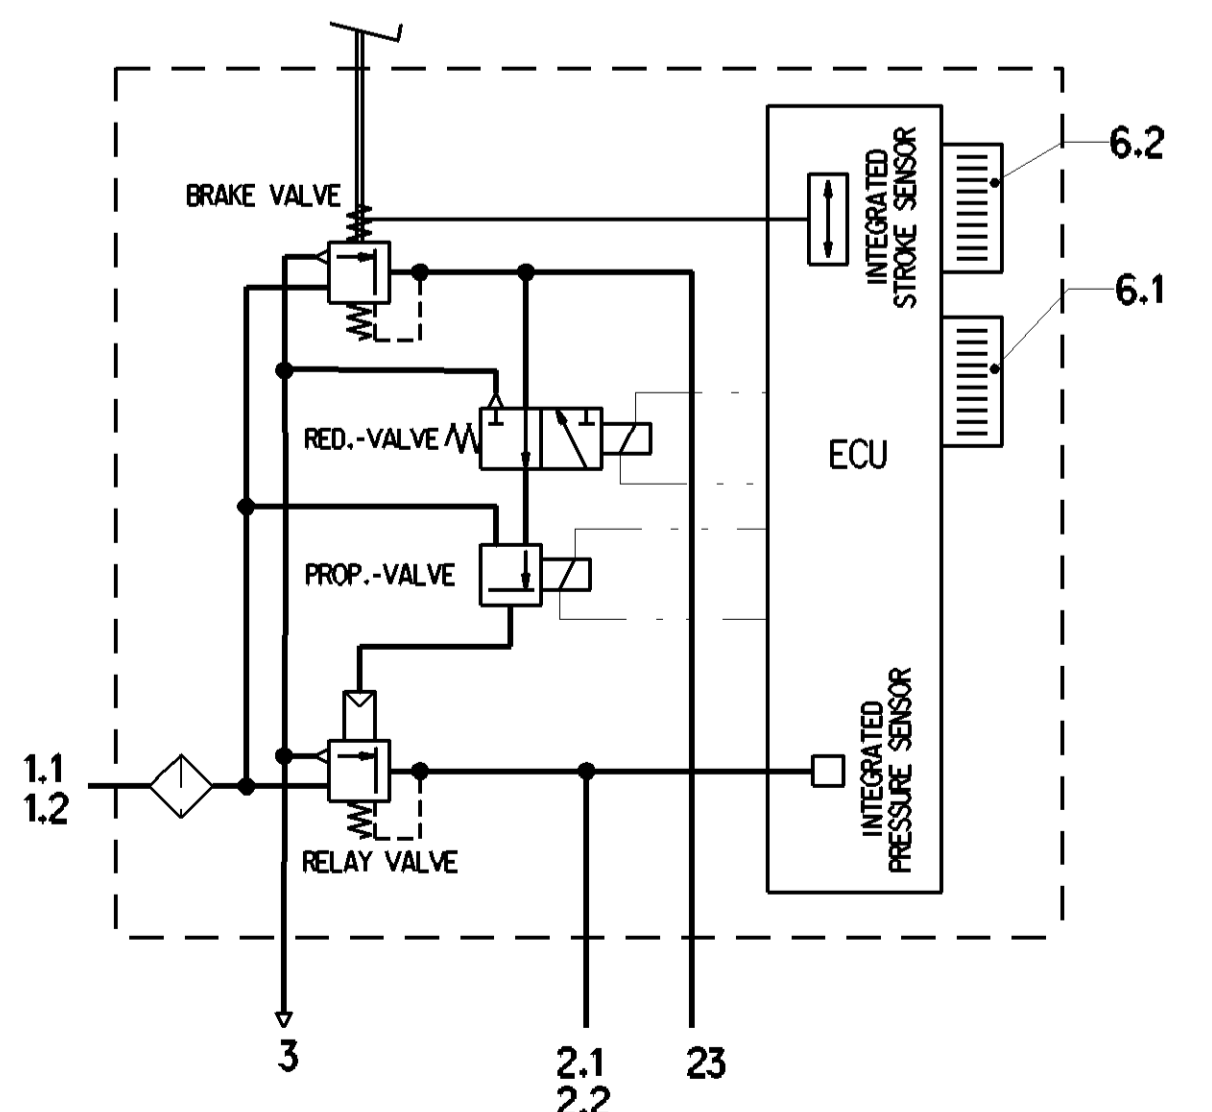 6.2
BRAKE VALVE
INTEGRATED
STROKE SENSOR
6.1
RED.-VALVE
ECU
PROP.-VALVE
INTEGRATED
PRESSURE SENSOR
1.1
1.2
RELAY VALVE
3
2.1
2.2
23